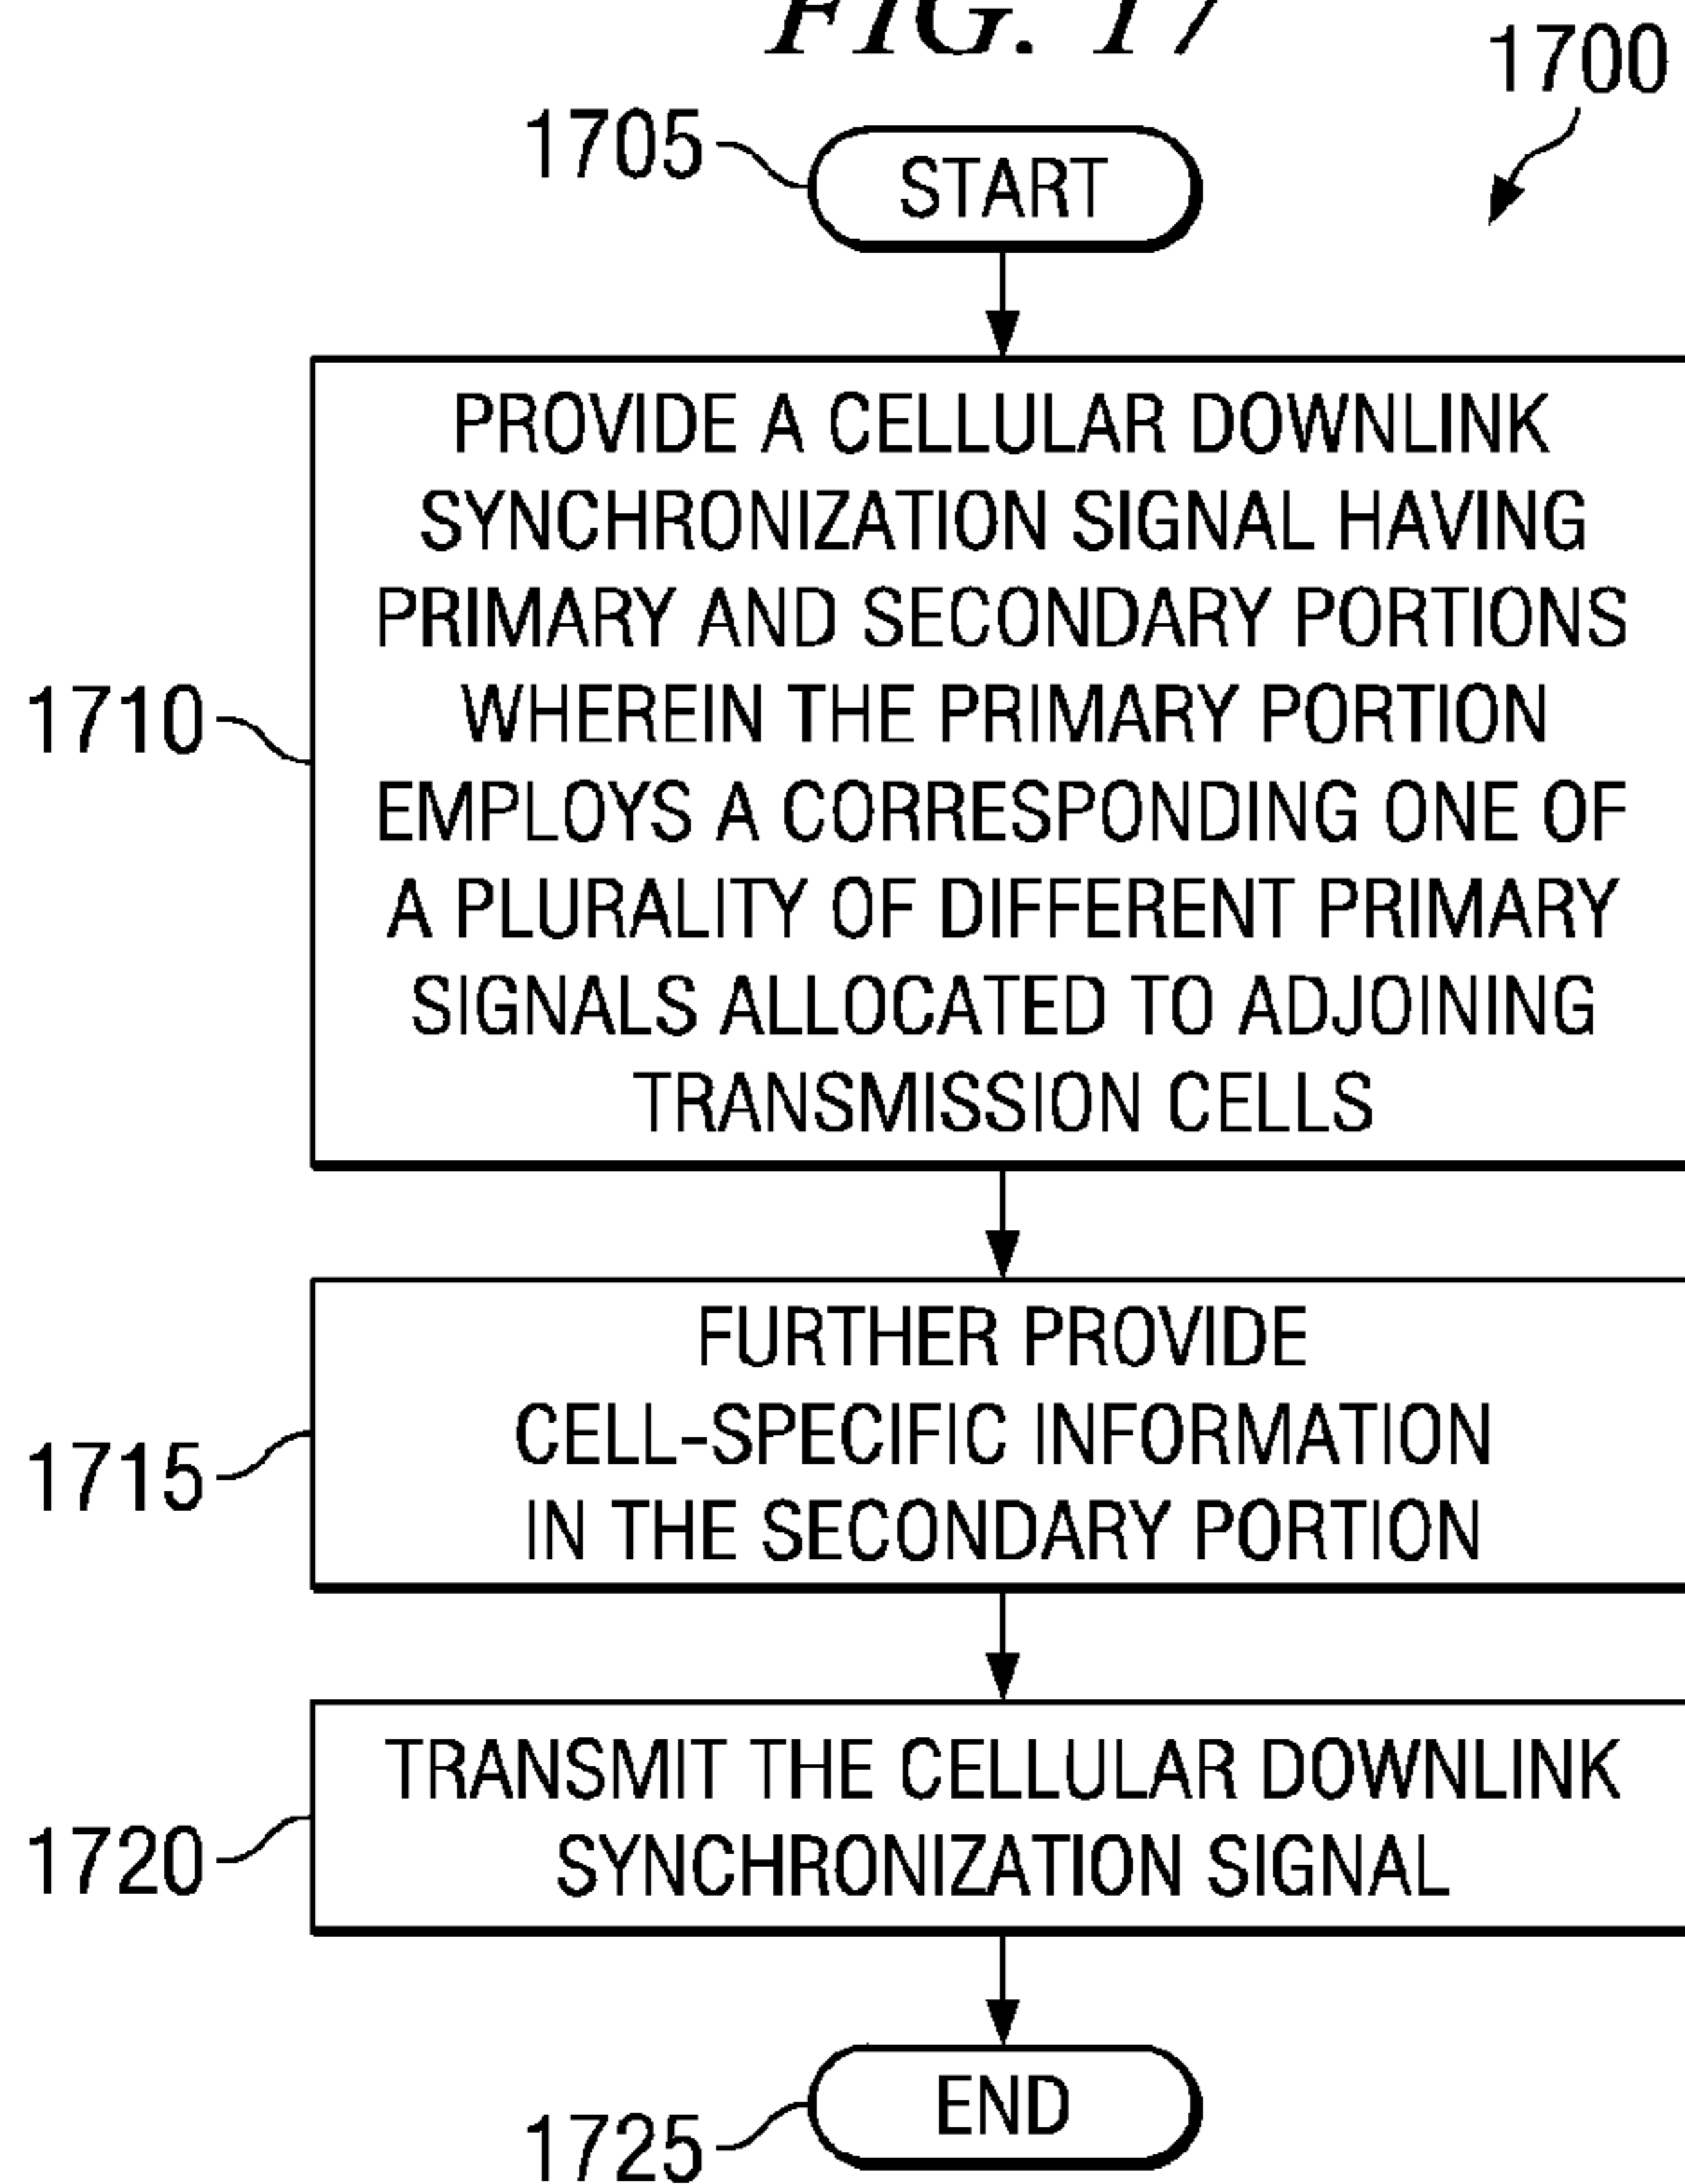 FIG. 17
1700
1705
START
1710
PROVIDE A CELLULAR DOWNLINK
SYNCHRONIZATION SIGNAL HAVING
PRIMARY AND SECONDARY PORTIONS
WHEREIN THE PRIMARY PORTION
EMPLOYS A CORRESPONDING ONE OF
A PLURALITY OF DIFFERENT PRIMARY
SIGNALS ALLOCATED TO ADJOINING
TRANSMISSION CELLS
1715
FURTHER PROVIDE
CELL-SPECIFIC INFORMATION
IN THE SECONDARY PORTION
1720
TRANSMIT THE CELLULAR DOWNLINK
SYNCHRONIZATION SIGNAL
1725
END